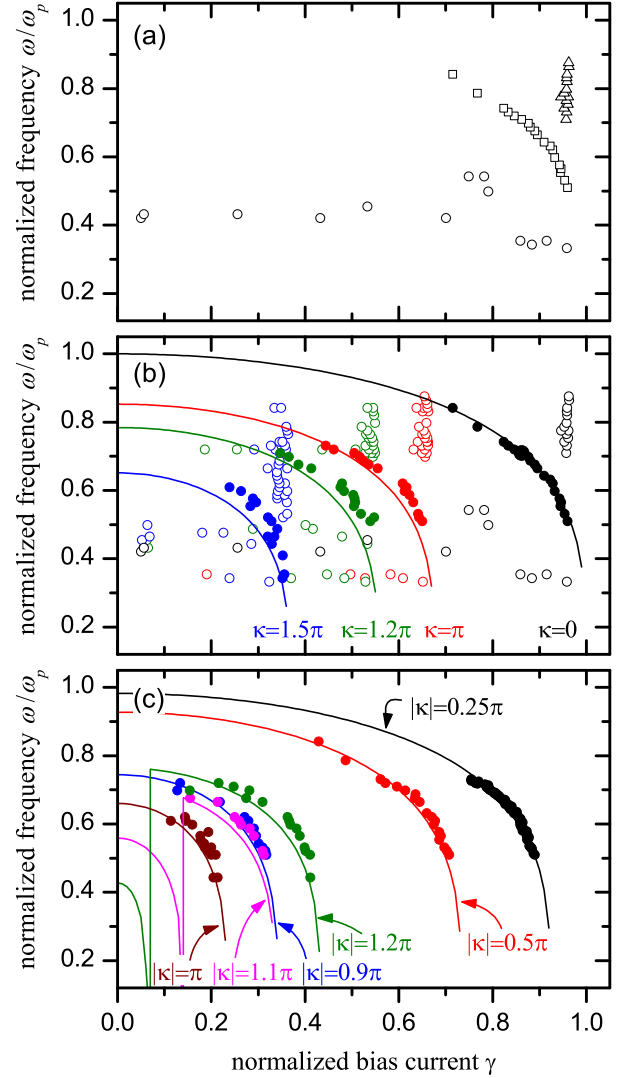 (a)
1.0
0.8
0.6
0.4
0.2
normalized frequency ω/ωp
(b)
1.0
0.8
0.6
0.4
0.2
normalized frequency ω/ωp
κ=1.5π
κ=1.2π
κ=π
κ=0
(c)
1.0
0.8
0.6
0.4
0.2
normalized frequency ω/ωp
|κ|=0.25π
|κ|=1.2π
|κ|=0.5π
|κ|=π
|κ|=1.1π
|κ|=0.9π
0.0
0.2
0.4
0.6
0.8
1.0
normalized bias current γ